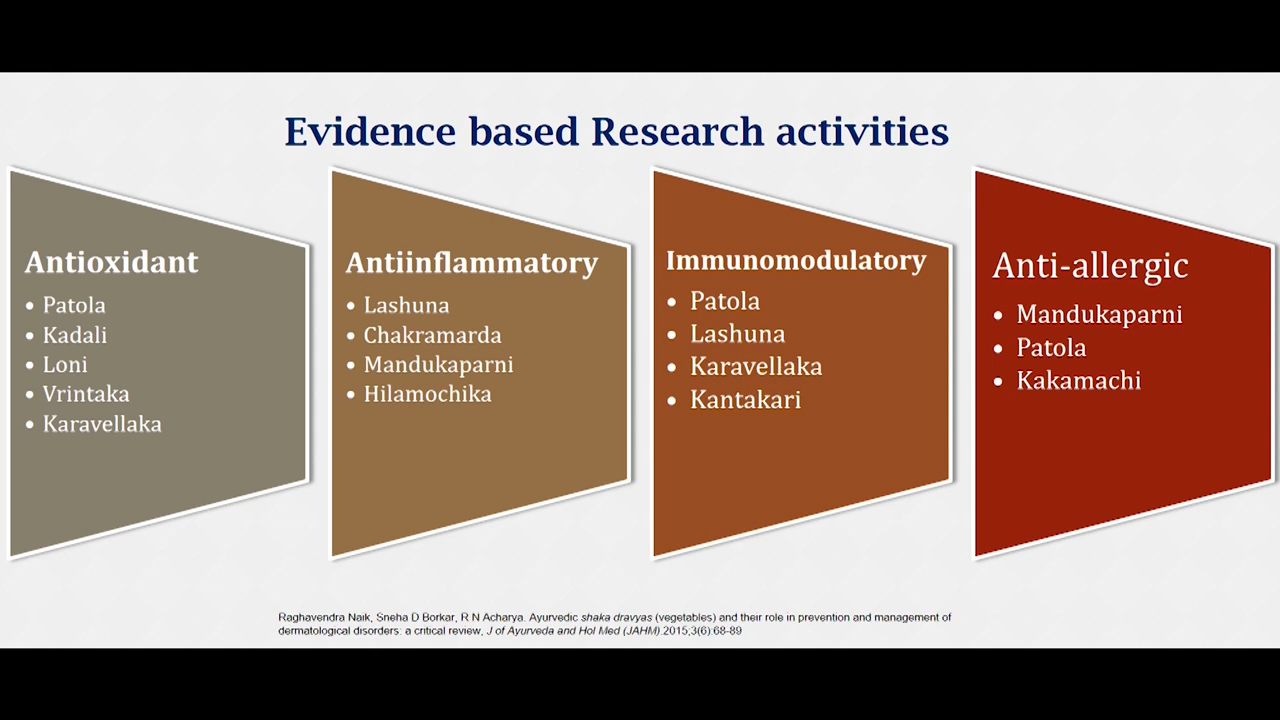 Evidence based Research activities
Antioxidant
• Patola
• Kadali
• Loni
• Vrintaka
• Karavellaka
Antiinflammatory
• Lashuna
• Chakramarda
• Mandukaparni
• Hilamochika
Immunomodulatory
• Patola
• Lashuna
• Karavellaka
• Kantakari
Anti-allergic
• Mandukaparni
• Patola
• Kakamachi
Raghavendra Naik, Sneha D Borkar, R N Acharya. Ayurvedic shaka dravyas (vegetables) and their role in prevention and management of
dermatological disorders: a critical review, J of Ayurveda and Hol Med (JAHM).2015;3(6):68-89